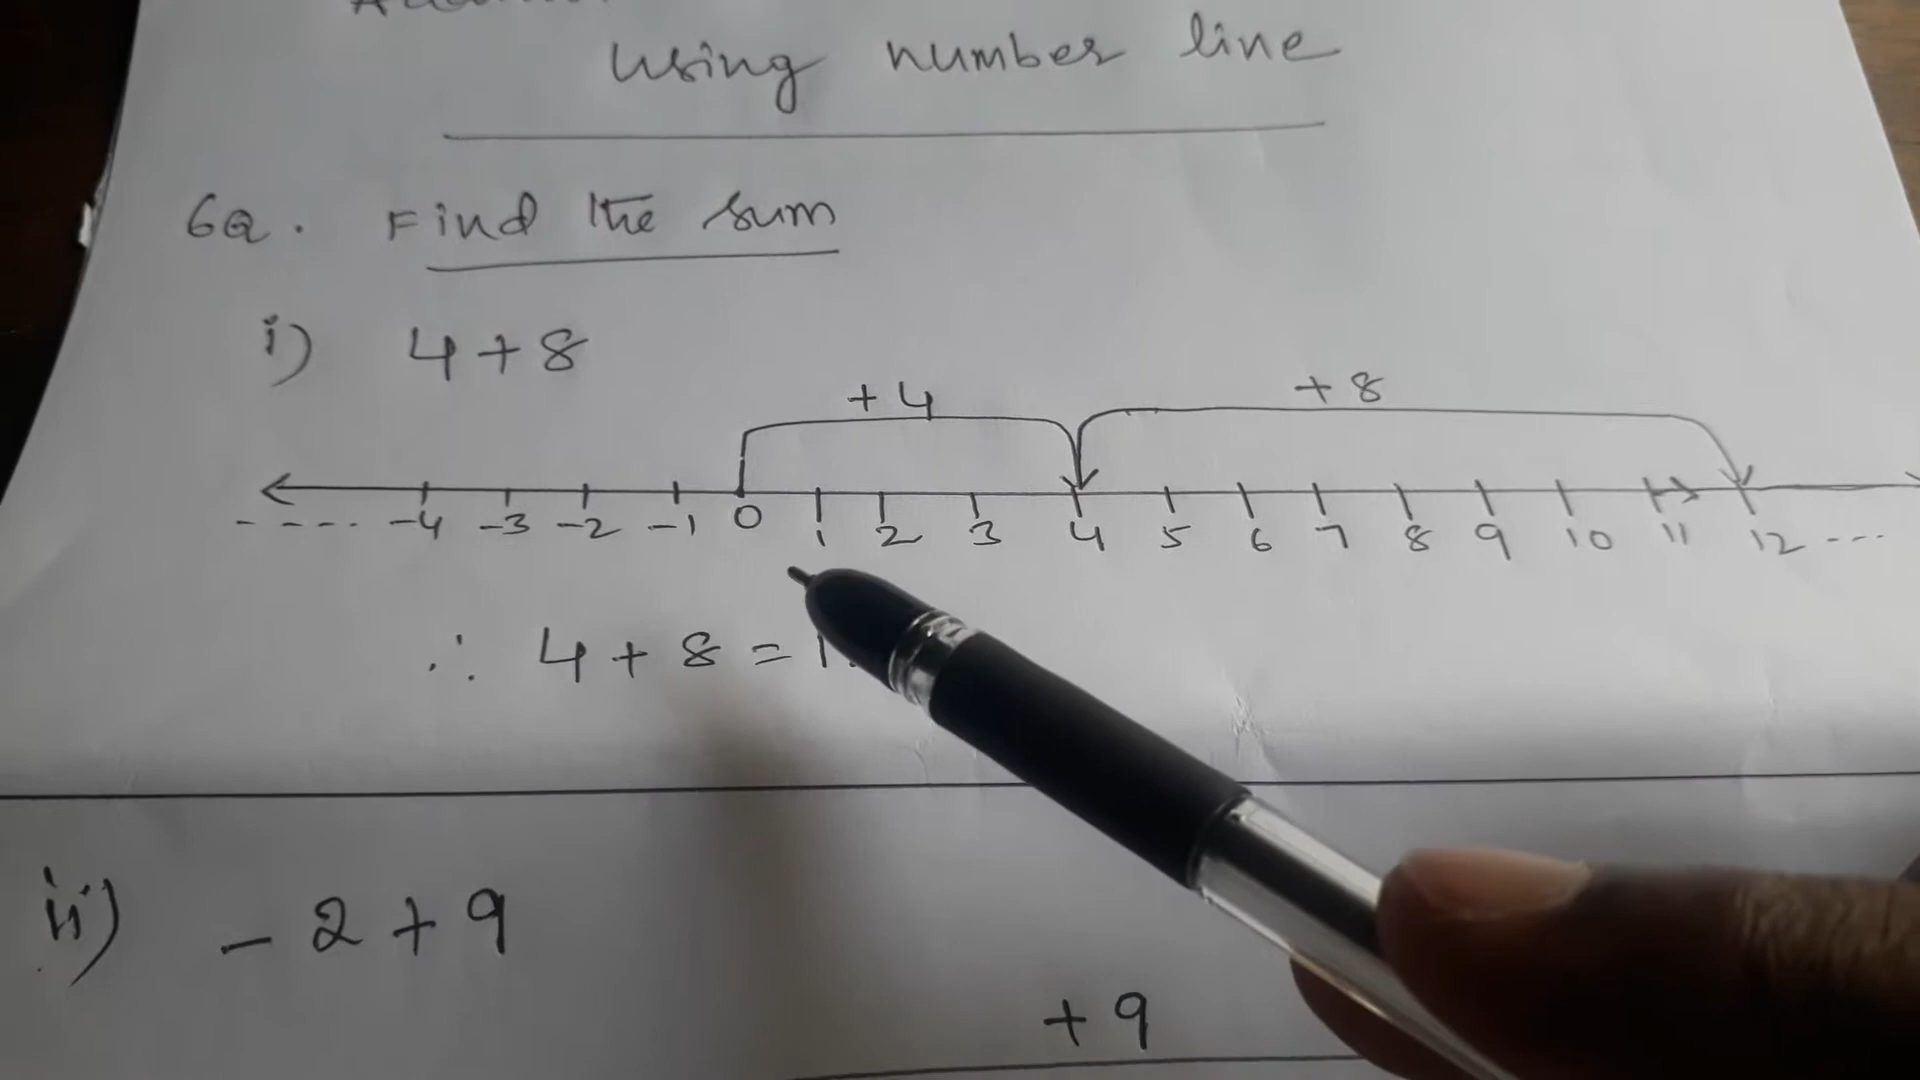 using number line
6Q. Find the sum
i) 4 + 8
+ 4 + 8
- - - - -4 -3 -2 -1 0 1 2 3 4 5 6 7 8 9 10 11 12 - - -
∴ 4 + 8 = 1
ii) - 2 + 9
+ 9